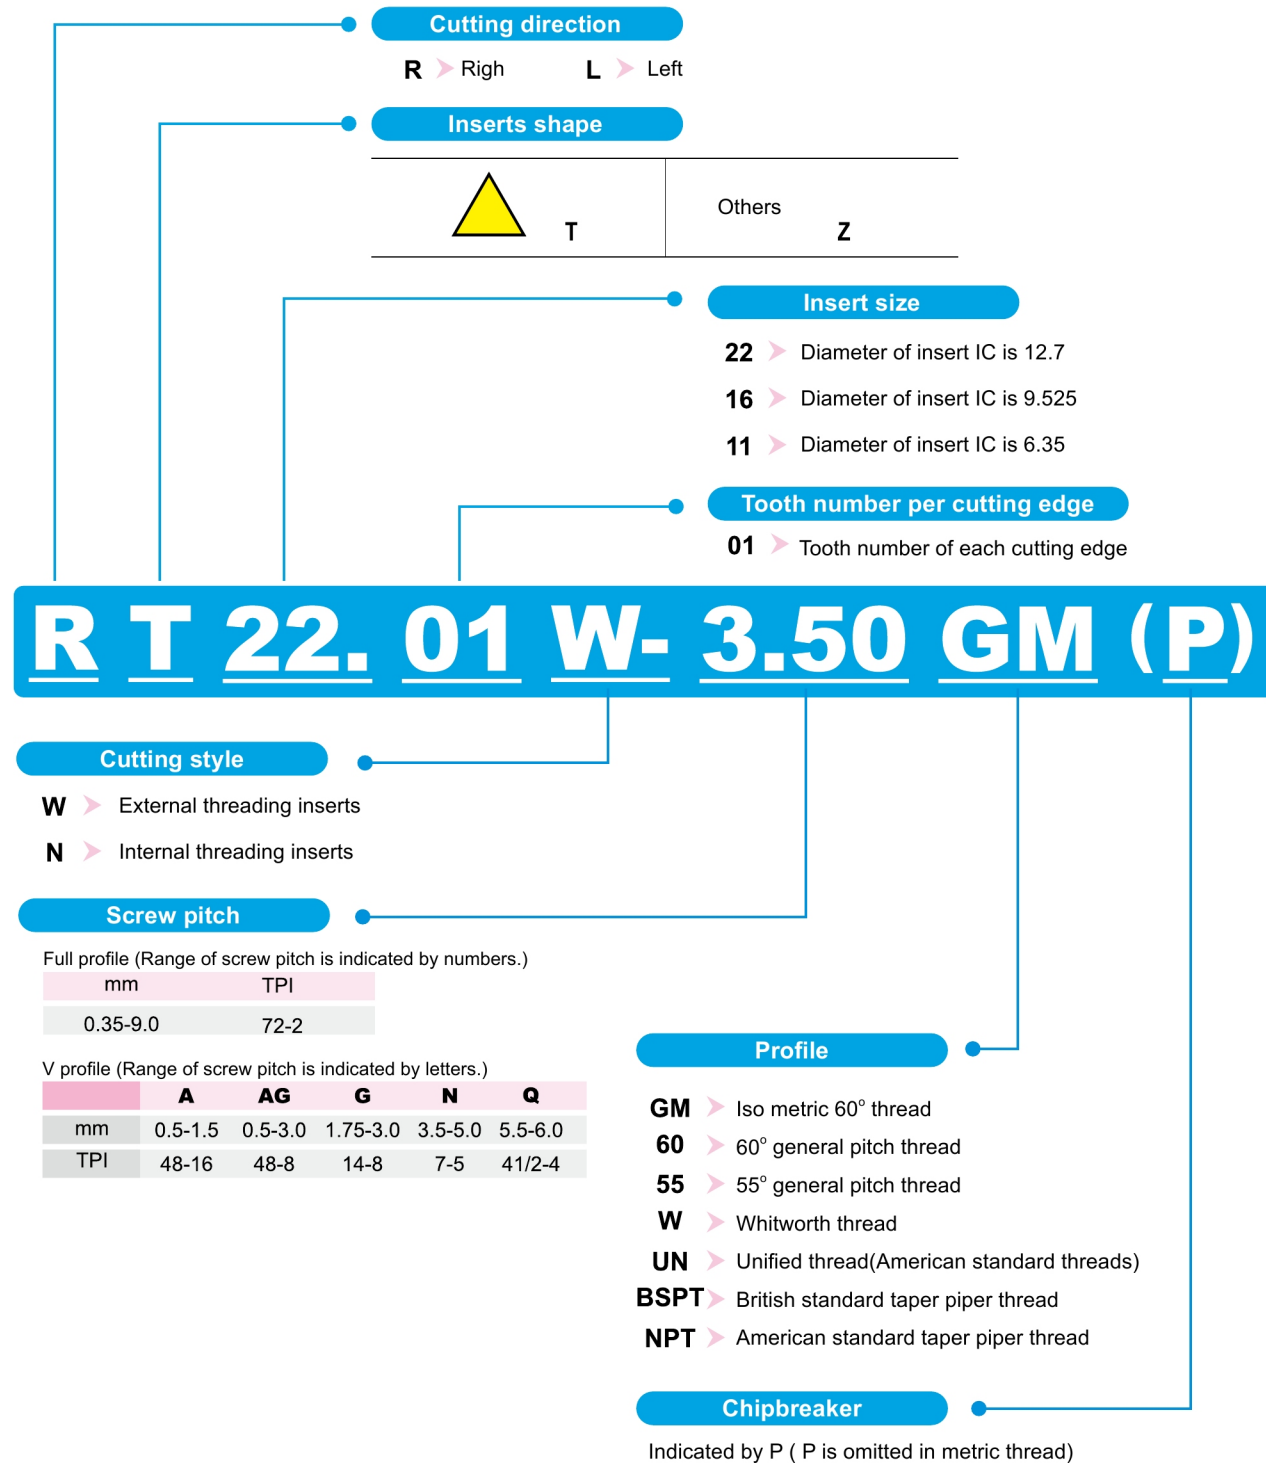 Cutting direction
R Righ L Left
Inserts shape
T Others Z
Insert size
22 Diameter of insert IC is 12.7
16 Diameter of insert IC is 9.525
11 Diameter of insert IC is 6.35
Tooth number per cutting edge
01 Tooth number of each cutting edge
R T 22. 01 W- 3.50 GM (P)
Cutting style
W External threading inserts
N Internal threading inserts
Screw pitch
Full profile (Range of screw pitch is indicated by numbers.)
mm TPI
0.35-9.0 72-2
V profile (Range of screw pitch is indicated by letters.)
A AG G N Q
mm 0.5-1.5 0.5-3.0 1.75-3.0 3.5-5.0 5.5-6.0
TPI 48-16 48-8 14-8 7-5 41/2-4
Profile
GM Iso metric 60° thread
60 60° general pitch thread
55 55° general pitch thread
W Whitworth thread
UN Unified thread(American standard threads)
BSPT British standard taper piper thread
NPT American standard taper piper thread
Chipbreaker
Indicated by P ( P is omitted in metric thread)